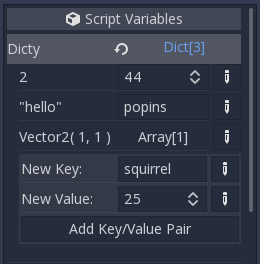 Script Variables
Dicty Dict[3]
2 44
"hello" popins
Vector2( 1, 1 ) Array[1]
New Key: squirrel
New Value: 25
Add Key/Value Pair